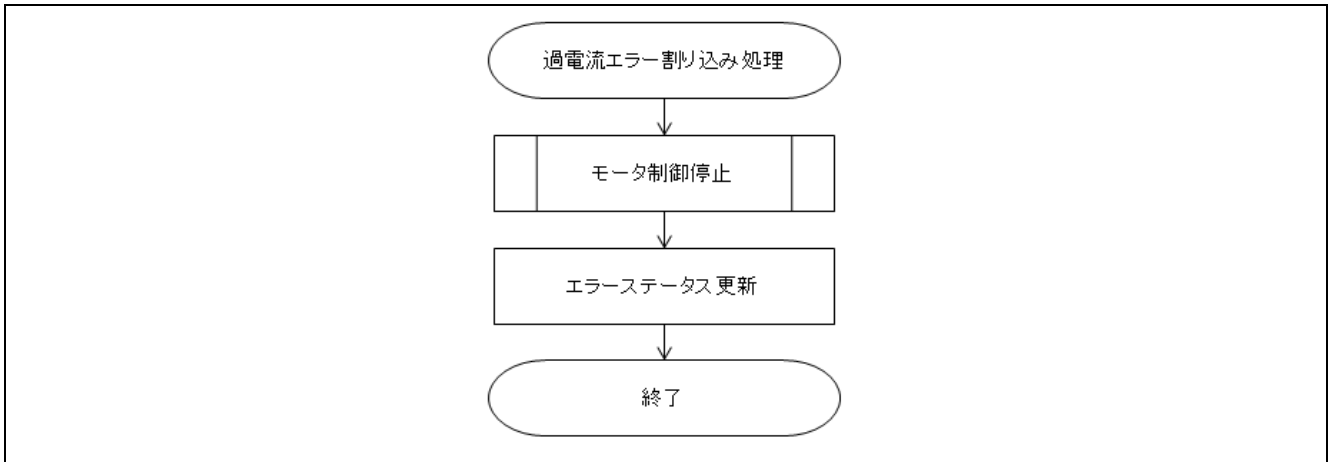 過電流エラー割り込み処理
モータ制御停止
エラーステータス更新
終了